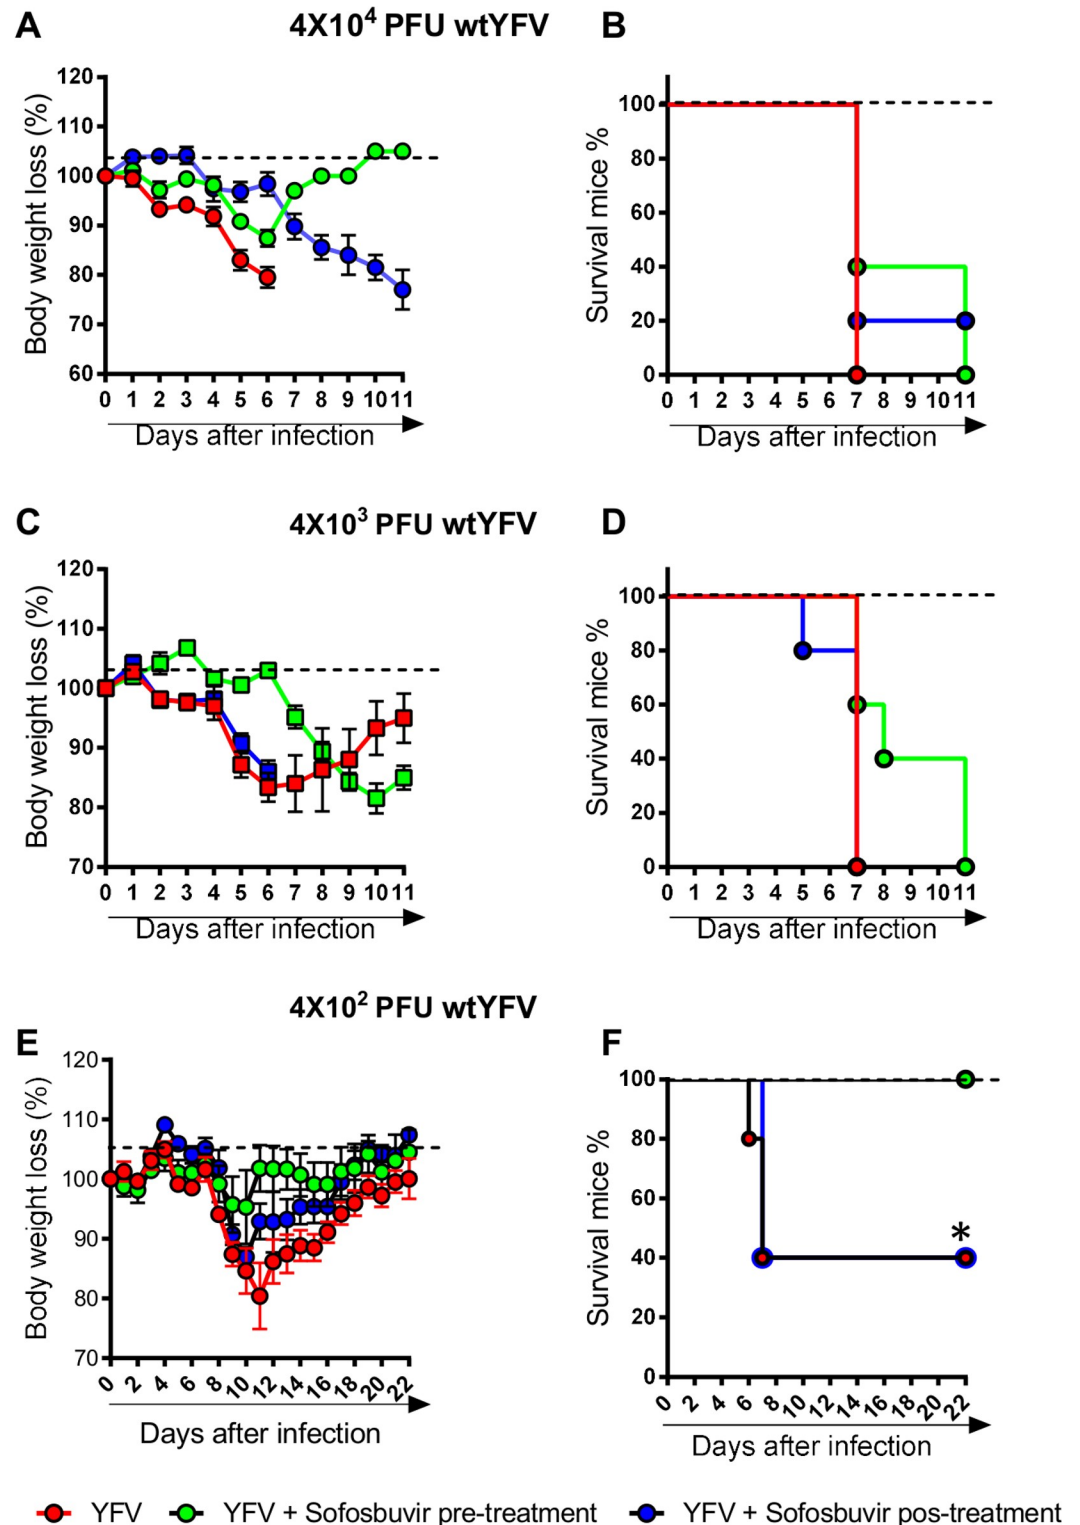 A
4X10⁴ PFU wtYFV
B
Body weight loss (%)
120
110
100
90
80
70
60
0 1 2 3 4 5 6 7 8 9 10 11
Days after infection
Survival mice %
100
80
60
40
20
0
0 1 2 3 4 5 6 7 8 9 10 11
Days after infection
C
4X10³ PFU wtYFV
D
Body weight loss (%)
120
110
100
90
80
70
0 1 2 3 4 5 6 7 8 9 10 11
Days after infection
Survival mice %
100
80
60
40
20
0
0 1 2 3 4 5 6 7 8 9 10 11
Days after infection
4X10² PFU wtYFV
E
F
Body weight loss (%)
120
110
100
90
80
70
0 2 4 6 8 10 12 14 16 18 20 22
Days after infection
Survival mice %
100
80
60
40
20
0
*
0 2 4 6 8 10 12 14 16 18 20 22
Days after infection
YFV YFV + Sofosbuvir pre-treatment YFV + Sofosbuvir pos-treatment